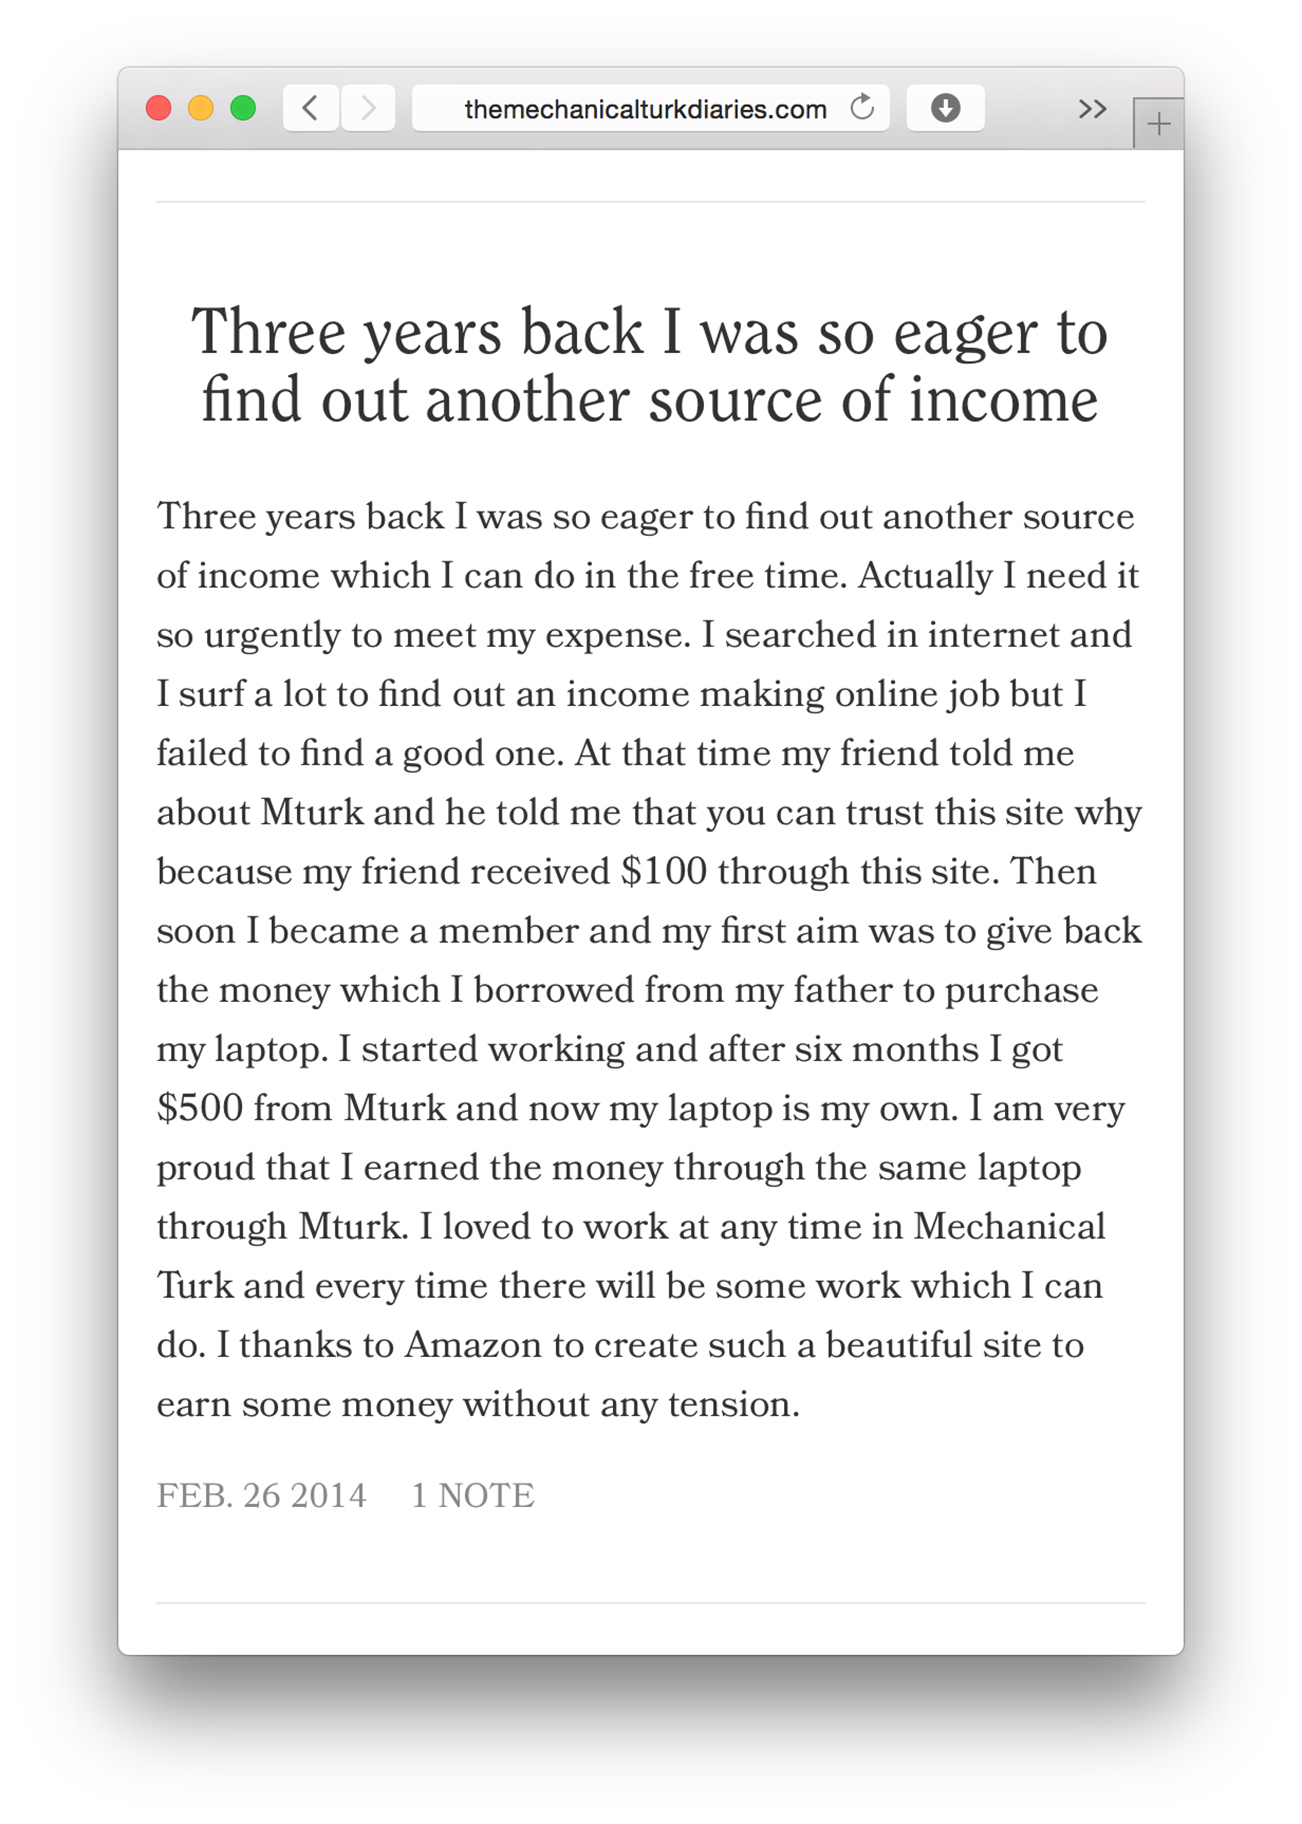 themechanicalturkdiaries.com
Three years back I was so eager to
find out another source of income
Three years back I was so eager to find out another source
of income which I can do in the free time. Actually I need it
so urgently to meet my expense. I searched in internet and
I surf a lot to find out an income making online job but I
failed to find a good one. At that time my friend told me
about Mturk and he told me that you can trust this site why
because my friend received $100 through this site. Then
soon I became a member and my first aim was to give back
the money which I borrowed from my father to purchase
my laptop. I started working and after six months I got
$500 from Mturk and now my laptop is my own. I am very
proud that I earned the money through the same laptop
through Mturk. I loved to work at any time in Mechanical
Turk and every time there will be some work which I can
do. I thanks to Amazon to create such a beautiful site to
earn some money without any tension.
FEB. 26 2014 1 NOTE